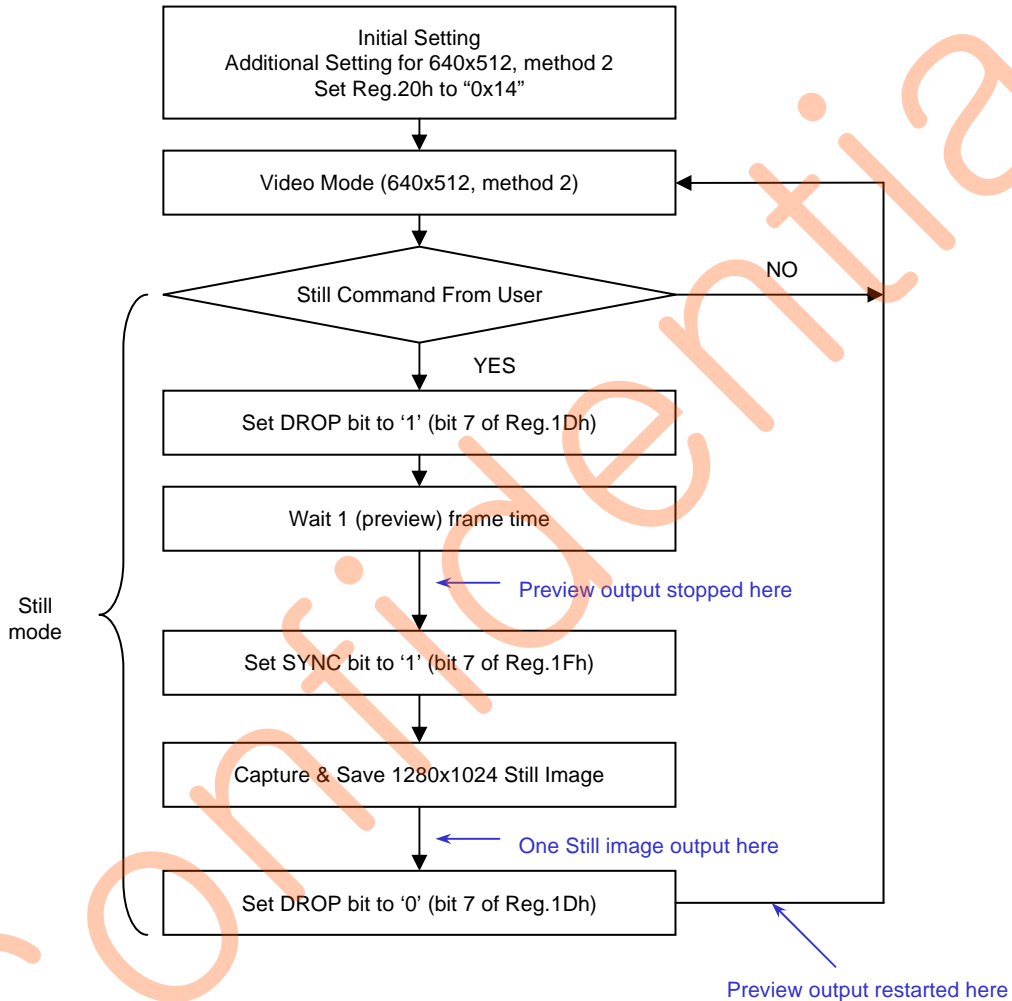 Initial Setting
Additional Setting for 640x512, method 2
Set Reg.20h to “0x14”
Video Mode (640x512, method 2)
Still Command From User
NO
YES
Set DROP bit to ‘1’ (bit 7 of Reg.1Dh)
Wait 1 (preview) frame time
Preview output stopped here
Still
mode
Set SYNC bit to ‘1’ (bit 7 of Reg.1Fh)
Capture & Save 1280x1024 Still Image
One Still image output here
Set DROP bit to ‘0’ (bit 7 of Reg.1Dh)
Preview output restarted here
Confidentia